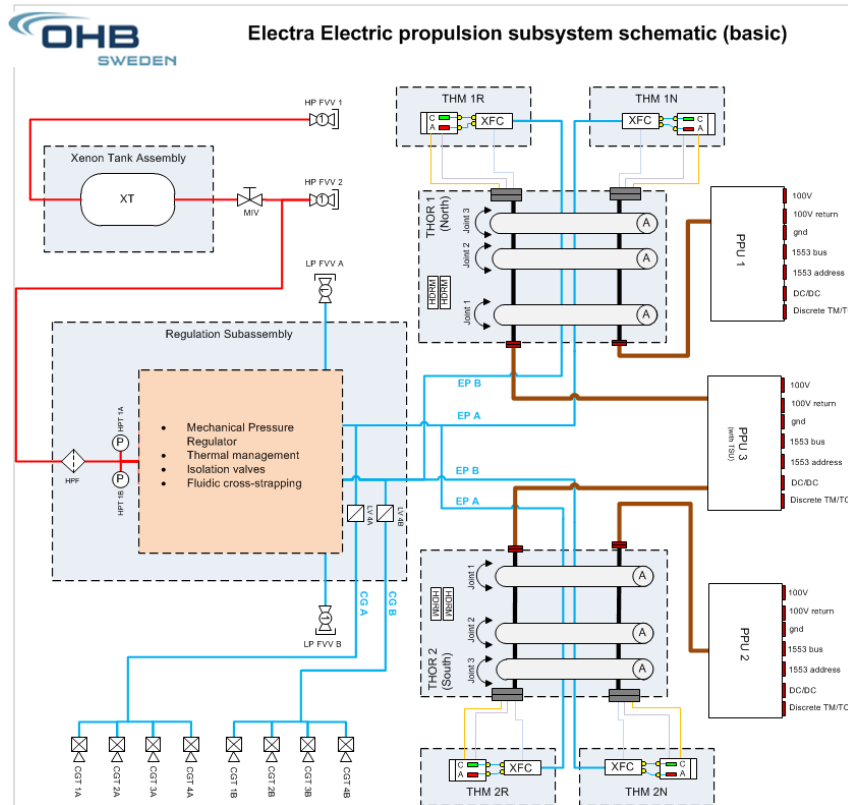 OHB
SWEDEN
Electra Electric propulsion subsystem schematic (basic)
HP FVV 1
Xenon Tank Assembly
XT
MIV
HP FVV 2
LP FVV A
Regulation Subassembly
HPT 1A
P
P
HPT 1B
HPF
• Mechanical Pressure
Regulator
• Thermal management
• Isolation valves
• Fluidic cross-strapping
LV 4A
LV 4B
CG A
CG B
LP FVV B
CGT 1A
CGT 2A
CGT 3A
CGT 4A
CGT 1B
CGT 2B
CGT 3B
CGT 4B
EP B
EP A
EP B
EP A
THM 1R
C
A
XFC
THM 1N
XFC
C
A
THOR 1
(North)
Joint 3
A
Joint 2
A
HDRM
HDRM
Joint 1
A
PPU 1
100V
100V return
gnd
1553 bus
1553 address
DC/DC
Discrete TM/T
PPU 3
(with TSU)
100V
100V return
gnd
1553 bus
1553 address
DC/DC
Discrete TM/TC
THOR 2
(South)
Joint 1
A
HDRM
HDRM
Joint 2
A
Joint 3
A
PPU 2
100V
100V return
gnd
1553 bus
1553 address
DC/DC
Discrete TM/TC
C
A
XFC
THM 2R
XFC
C
A
THM 2N